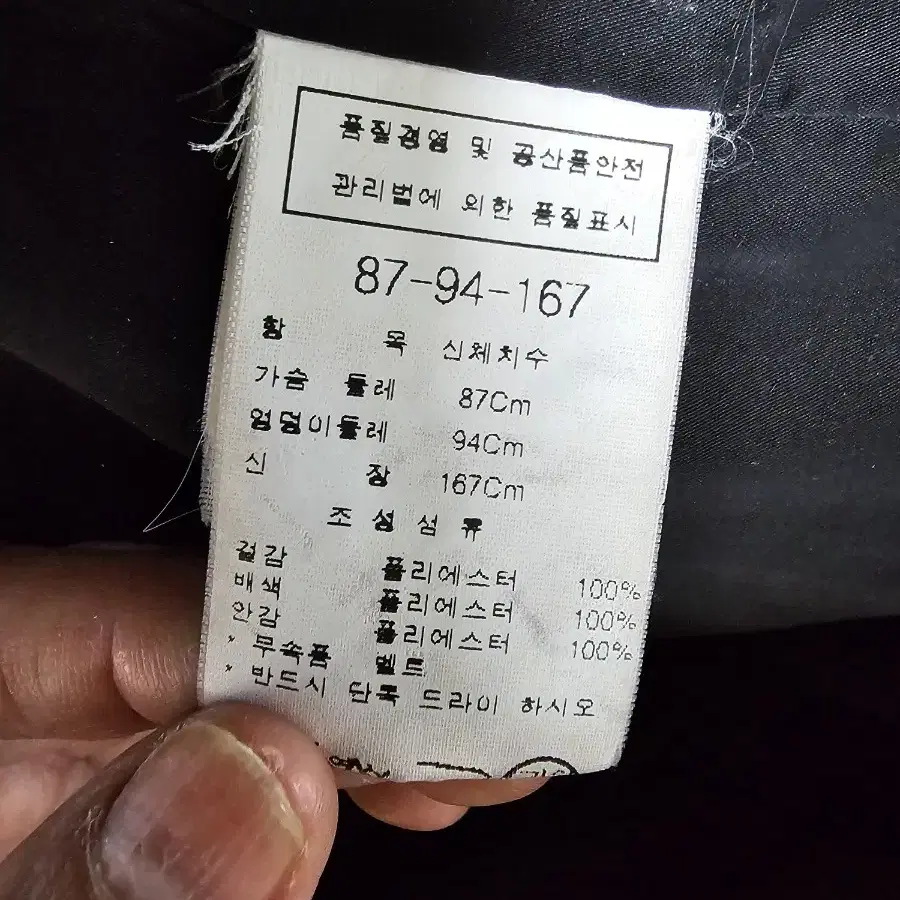 품질경영 및 공산품안전
관리법에 의한 품질표시
87-94-167
항 목 신체치수
가슴 둘레 87Cm
엉덩이둘레 94Cm
신 장 167Cm
조 성 섬 유
겉감 폴리에스터 100%
배색 폴리에스터 100%
안감 폴리에스터 100%
* 부속품 벨트
* 반드시 단독 드라이 하시오